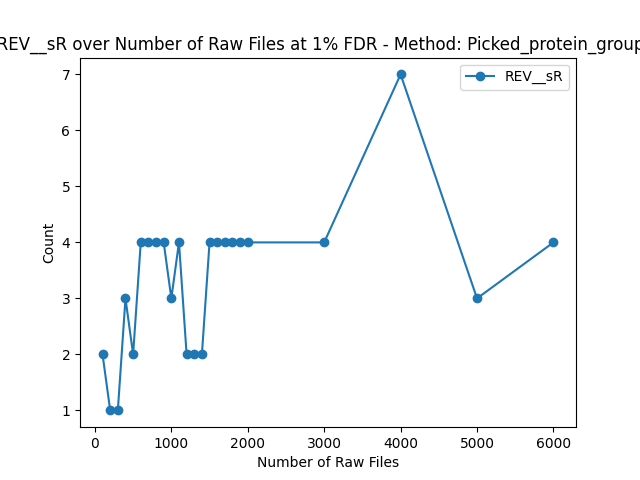 REV__sR over Number of Raw Files at 1% FDR - Method: Picked_protein_group
REV__sR
7
6
5
4
3
2
1
Count
0 1000 2000 3000 4000 5000 6000
Number of Raw Files